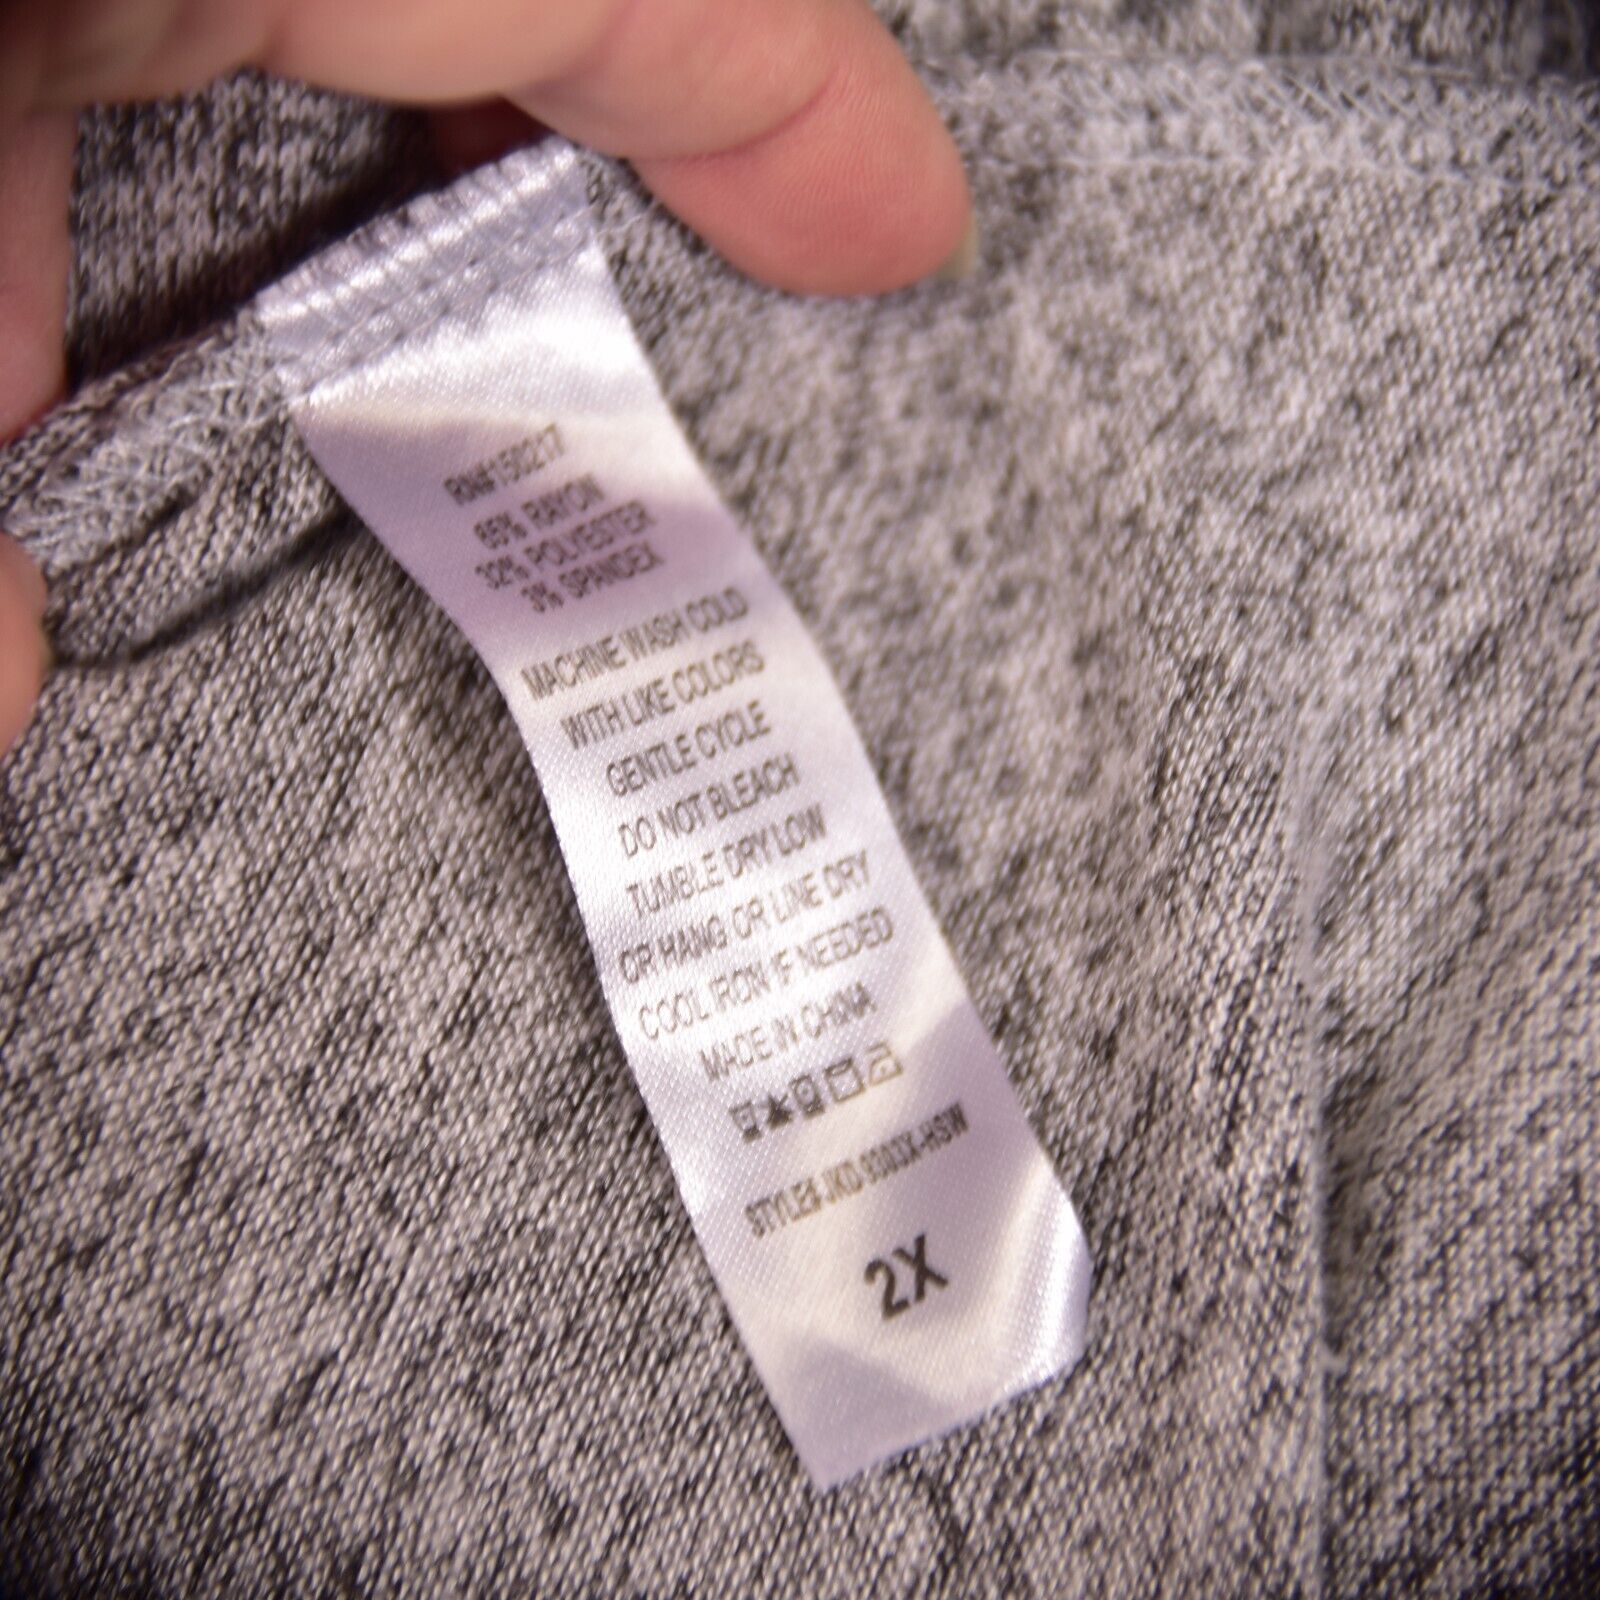 RN#150217
65% RAYON
32% POLYESTER
3% SPANDEX
MACHINE WASH COLD
WITH LIKE COLORS
GENTLE CYCLE
DO NOT BLEACH
TUMBLE DRY LOW
OR HANG OR LINE DRY
COOL IRON IF NEEDED
MADE IN CHINA
2X